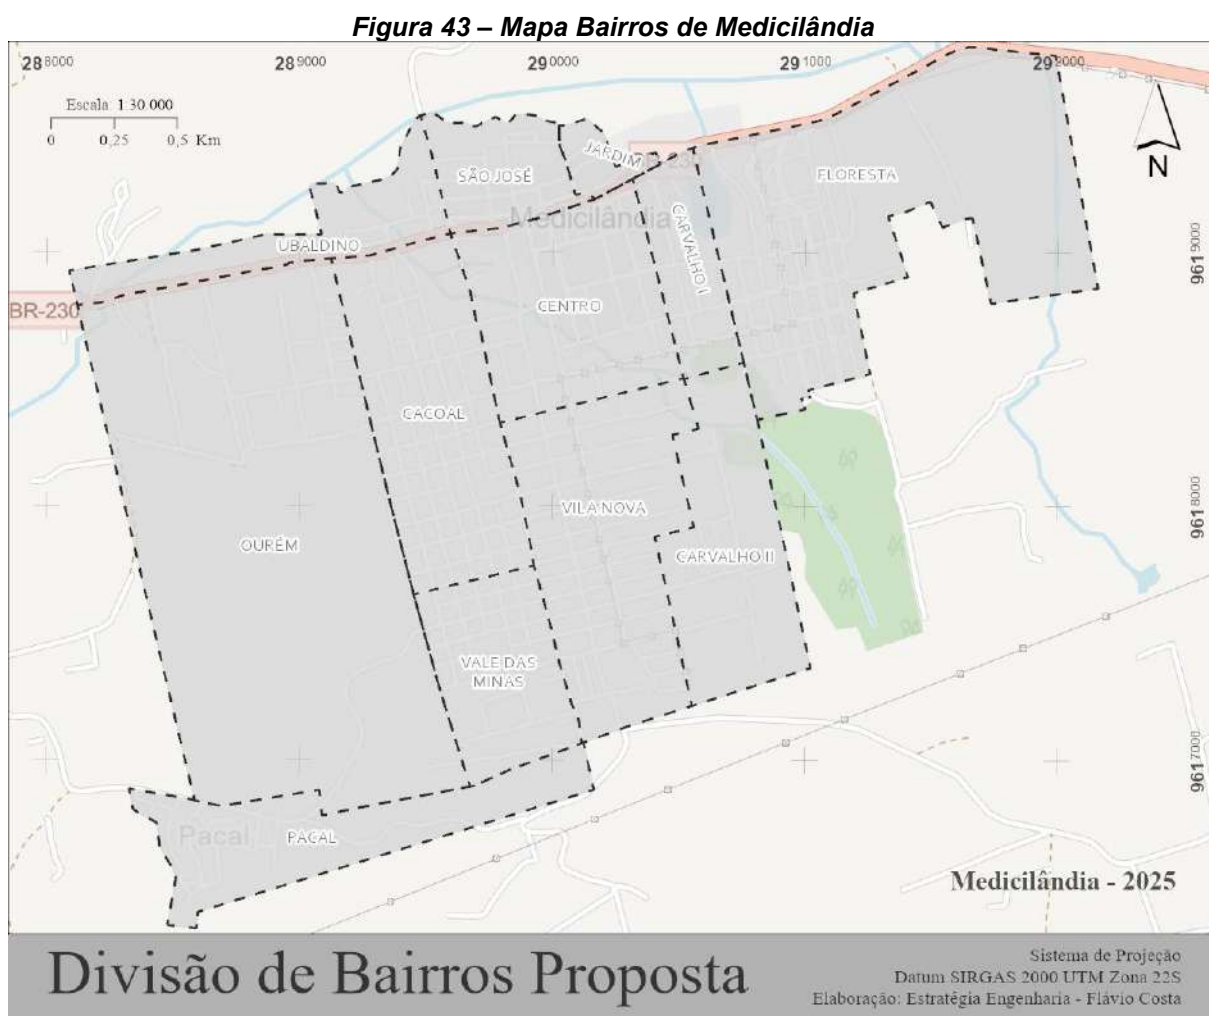 Figura 43 – Mapa Bairros de Medicilândia
288000 289000 290000 291000 292000
Escala: 1:30.000
0 0,25 0,5 Km
N
JARDIM
SÃO JOSÉ
BR-230
FLORESTA
Medicilândia
CARVALHO I
UBALDINO
9619000
BR-230
CENTRO
CACOAL
VILA NOVA
9618000
OURÉM
CARVALHO II
VALE DAS
MINAS
9617000
Pacal
PACAL
Medicilândia - 2025
Divisão de Bairros Proposta
Sistema de Projeção
Datum SIRGAS 2000 UTM Zona 22S
Elaboração: Estratégia Engenharia - Flávio Costa